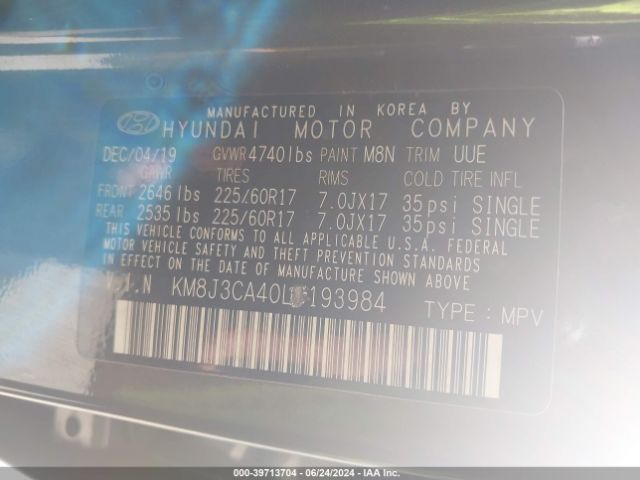 MANUFACTURED IN KOREA BY
HYUNDAI MOTOR COMPANY
DEC/04/19 GVWR 4740lbs PAINT M8N TRIM UUE
GAWR TIRES RIMS COLD TIRE INFL
FRONT 2646 lbs 225/60R17 7.0JX17 35psi SINGLE
REAR 2535 lbs 225/60R17 7.0JX17 35psi SINGLE
THIS VEHICLE CONFORMS TO ALL APPLICABLE U.S.A. FEDERAL
MOTOR VEHICLE SAFETY AND THEFT PREVENTION STANDARDS
IN EFFECT ON THE DATE OF MANUFACTURE SHOWN ABOVE.
V.I.N TYPE : MPV
000-39713704 - 06/24/2024 - IAA Inc.